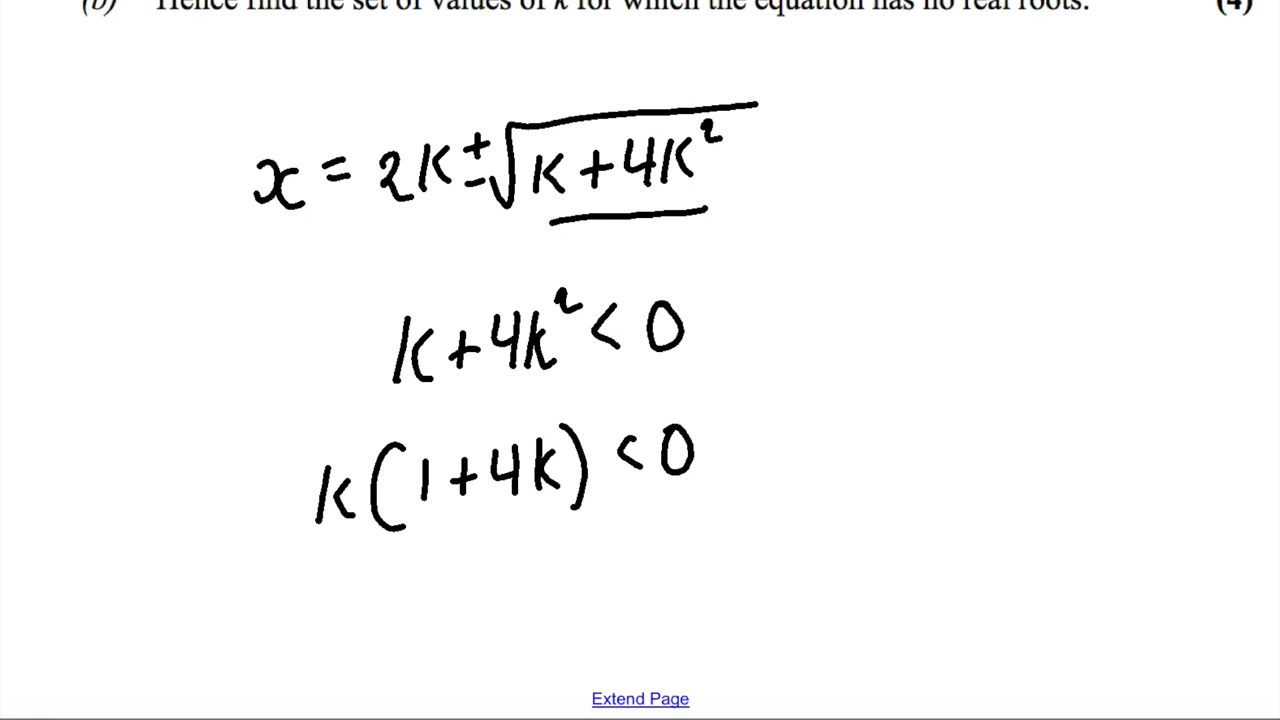 (b) Hence find the set of values of k for which the equation has no real roots. (4)
x = 2k ± √(k + 4k²)
k + 4k² < 0
k(1 + 4k) < 0
Extend Page